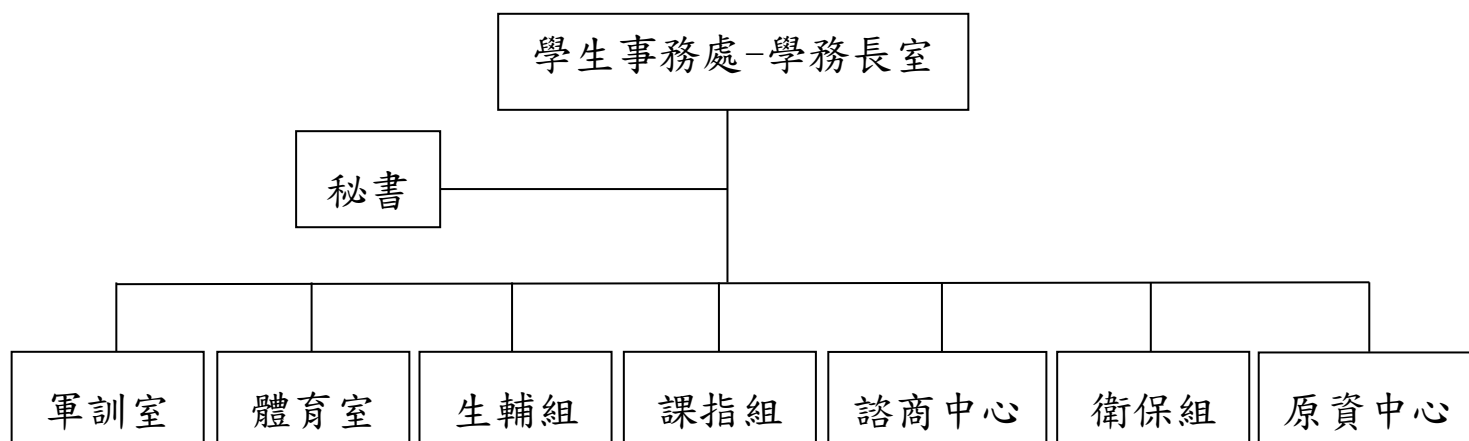 學生事務處-學務長室
秘書
軍訓室
體育室
生輔組
課指組
諮商中心
衛保組
原資中心